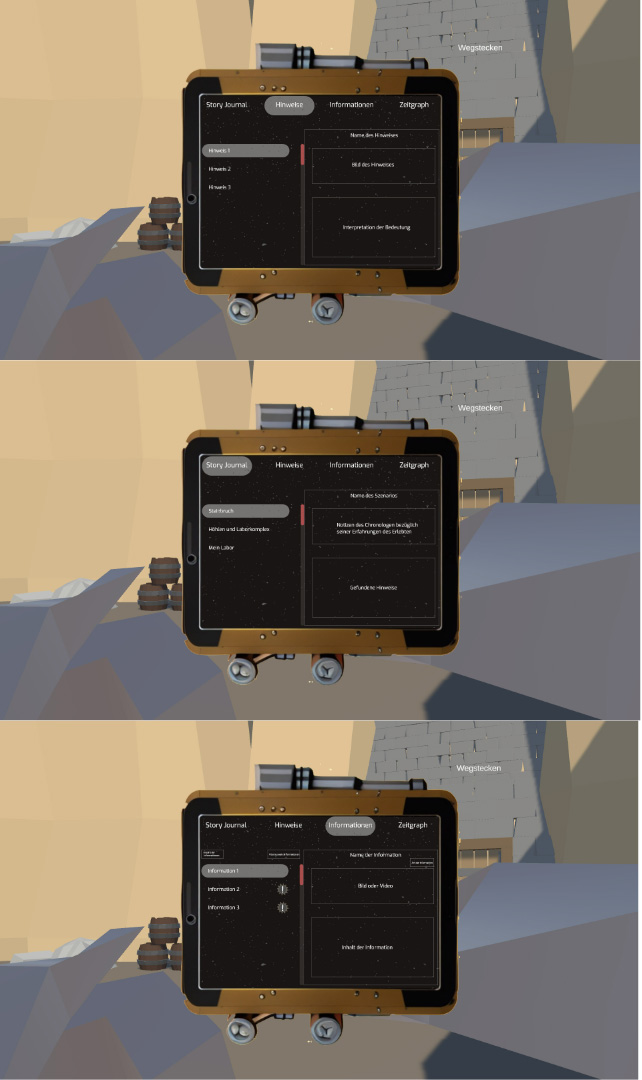 Wegstecken
Story Journal
Hinweise
Informationen
Zeitgraph
Name des Hinweises
Hinweis 1
Hinweis 2
Hinweis 3
Bild des Hinweises
Interpretation der Bedeutung
Wegstecken
Story Journal
Hinweise
Informationen
Zeitgraph
Name des Szenarios
Steinbruch
Höhlen und Laborkomplex
Mein Labor
Notizen des Chronologen bezüglich
seiner Erfahrungen des Erlebten
Gefundene Hinweise
Wegstecken
Story Journal
Hinweise
Informationen
Zeitgraph
Name der Information
Information 1
Information 2
!
Information 3
!
Bild oder Video
Inhalt der Information